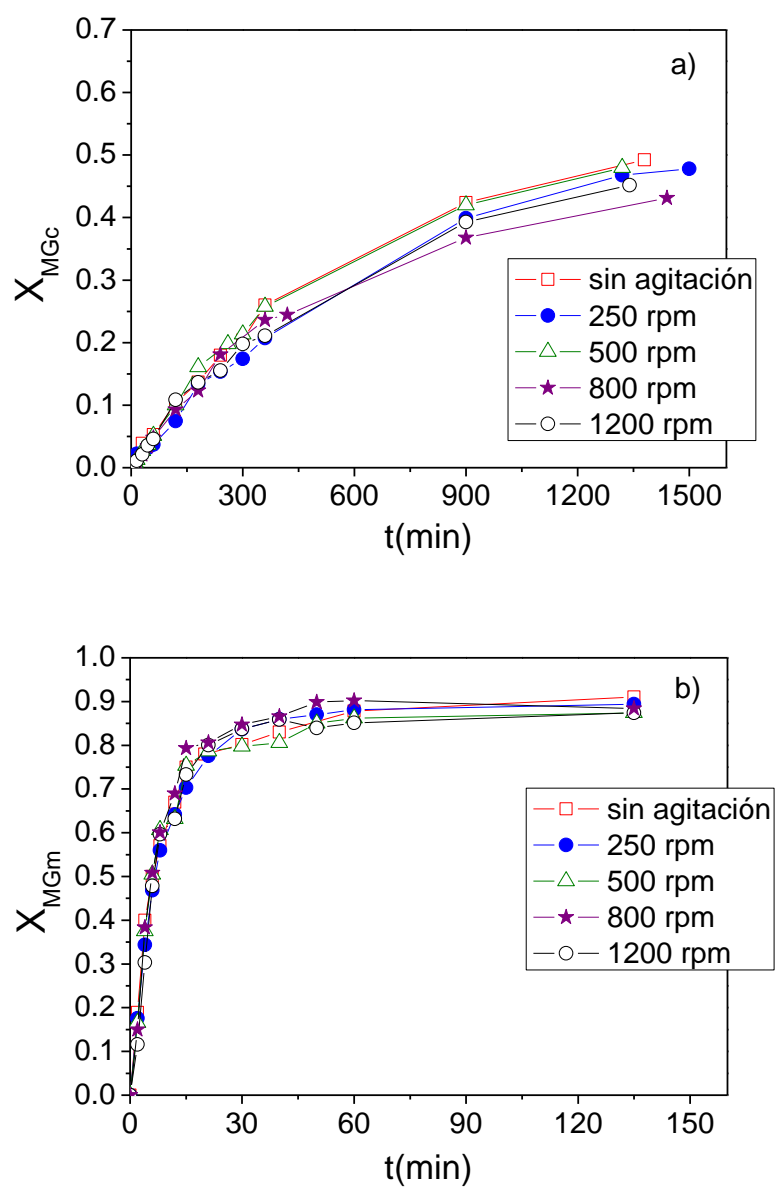 0.7
a)
0.6
0.5
0.4
0.3
0.2
0.1
0.0
X_MGc
sin agitación
250 rpm
500 rpm
800 rpm
1200 rpm
0 300 600 900 1200 1500
t(min)
1.0
b)
0.9
0.8
0.7
0.6
0.5
0.4
0.3
0.2
0.1
0.0
X_MGm
sin agitación
250 rpm
500 rpm
800 rpm
1200 rpm
0 30 60 90 120 150
t(min)